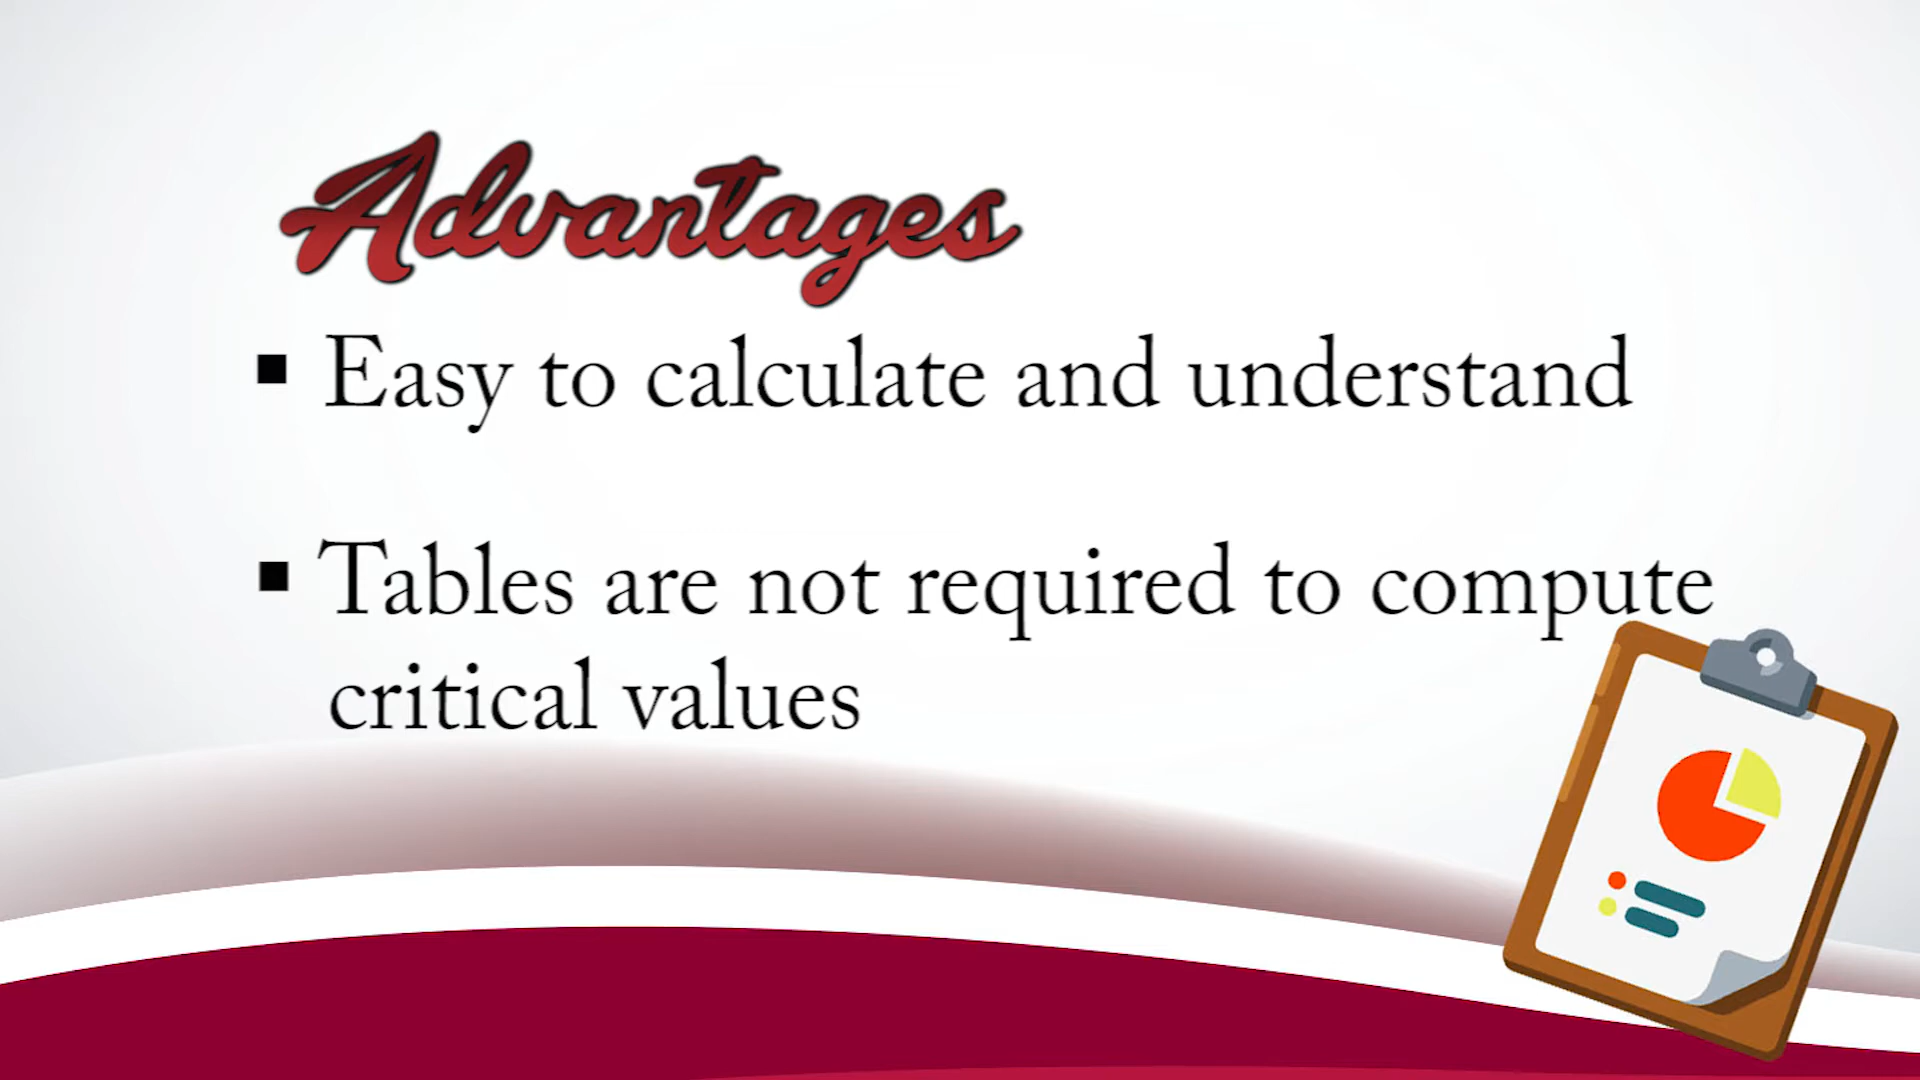 Advantages
▪ Easy to calculate and understand
▪ Tables are not required to compute
critical values